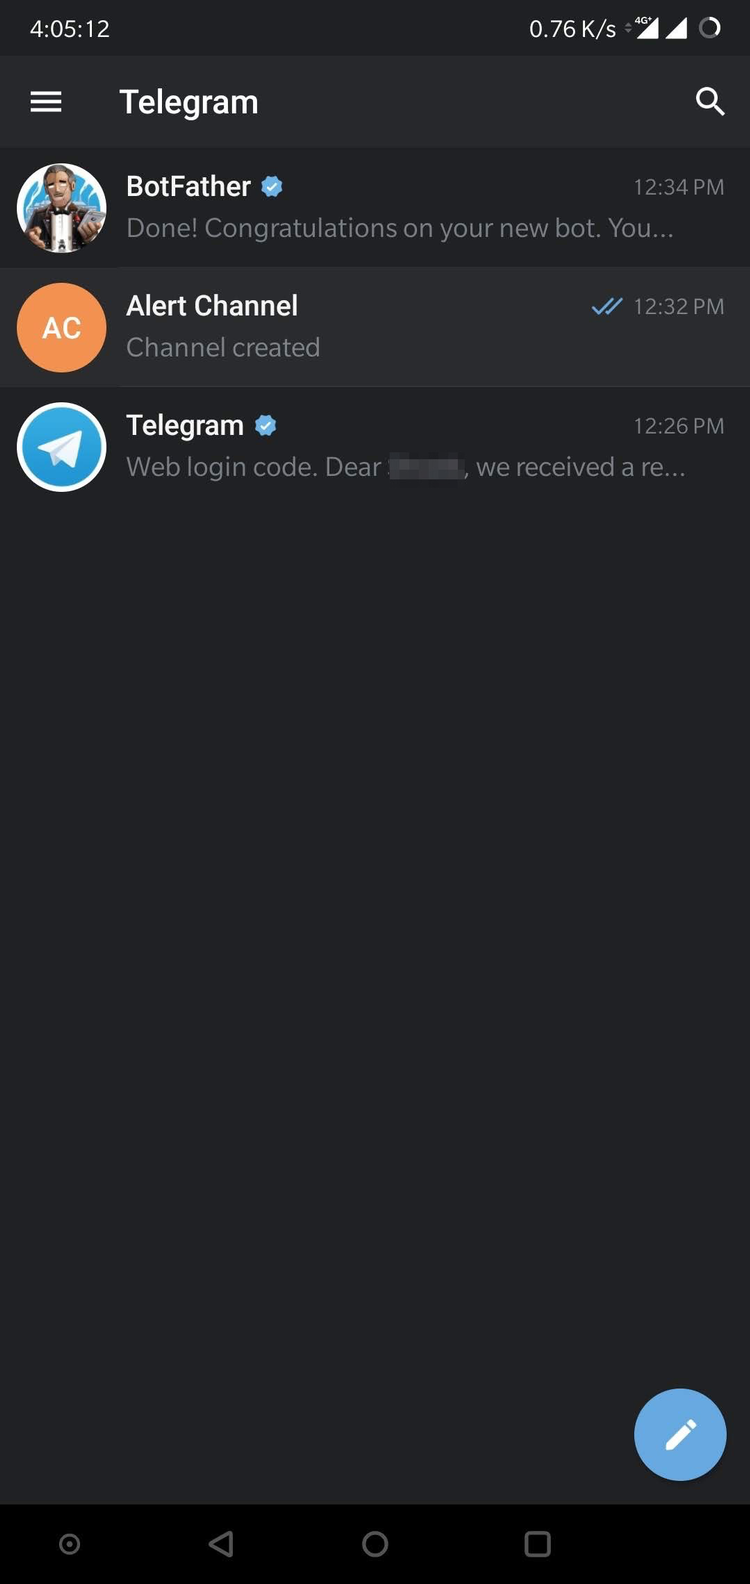 4:05:12 0.76 K/s 4G+
Telegram
BotFather 12:34 PM
Done! Congratulations on your new bot. You...
AC Alert Channel 12:32 PM
Channel created
Telegram 12:26 PM
Web login code. Dear , we received a re...